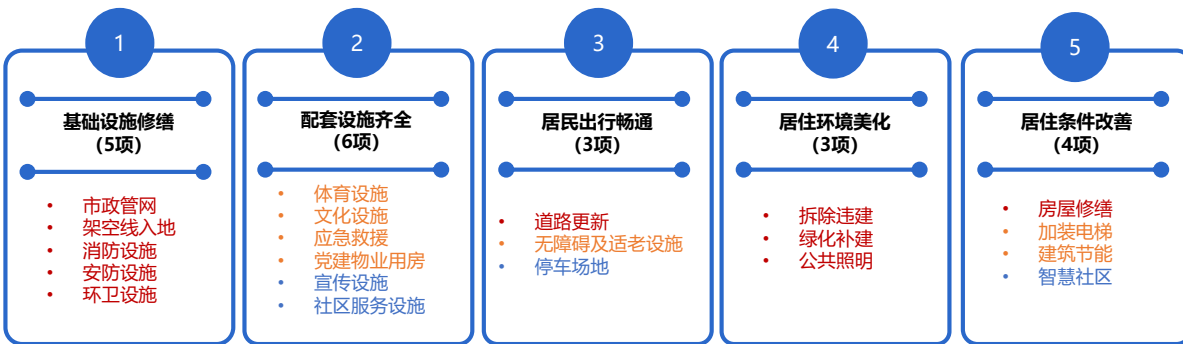 1
基础设施修缮
(5项)
• 市政管网
• 架空线入地
• 消防设施
• 安防设施
• 环卫设施
2
配套设施齐全
(6项)
• 体育设施
• 文化设施
• 应急救援
• 党建物业用房
• 宣传设施
• 社区服务设施
3
居民出行畅通
(3项)
• 道路更新
• 无障碍及适老设施
• 停车场地
4
居住环境美化
(3项)
• 拆除违建
• 绿化补建
• 公共照明
5
居住条件改善
(4项)
• 房屋修缮
• 加装电梯
• 建筑节能
• 智慧社区